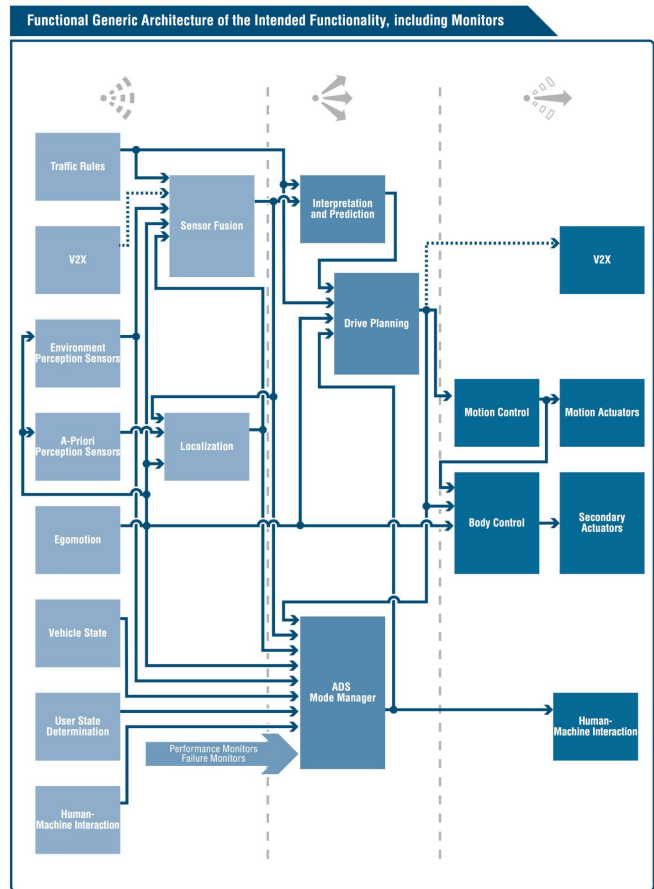 Functional Generic Architecture of the Intended Functionality, including Monitors
Traffic Rules
V2X
Environment
Perception Sensors
A-Priori
Perception Sensors
Egomotion
Vehicle State
User State
Determination
Human-
Machine Interaction
Sensor Fusion
Localization
Performance Monitors
Failure Monitors
Interpretation
and Prediction
Drive Planning
ADS
Mode Manager
V2X
Motion Control
Motion Actuators
Body Control
Secondary
Actuators
Human-
Machine Interaction